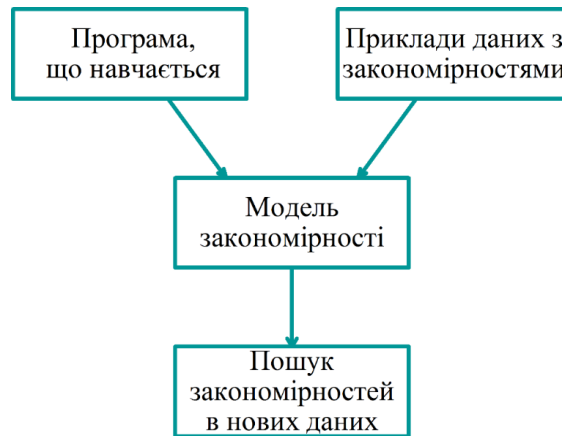 Програма,
що навчається
Приклади даних з
закономірностями
Модель
закономірності
Пошук
закономірностей
в нових даних